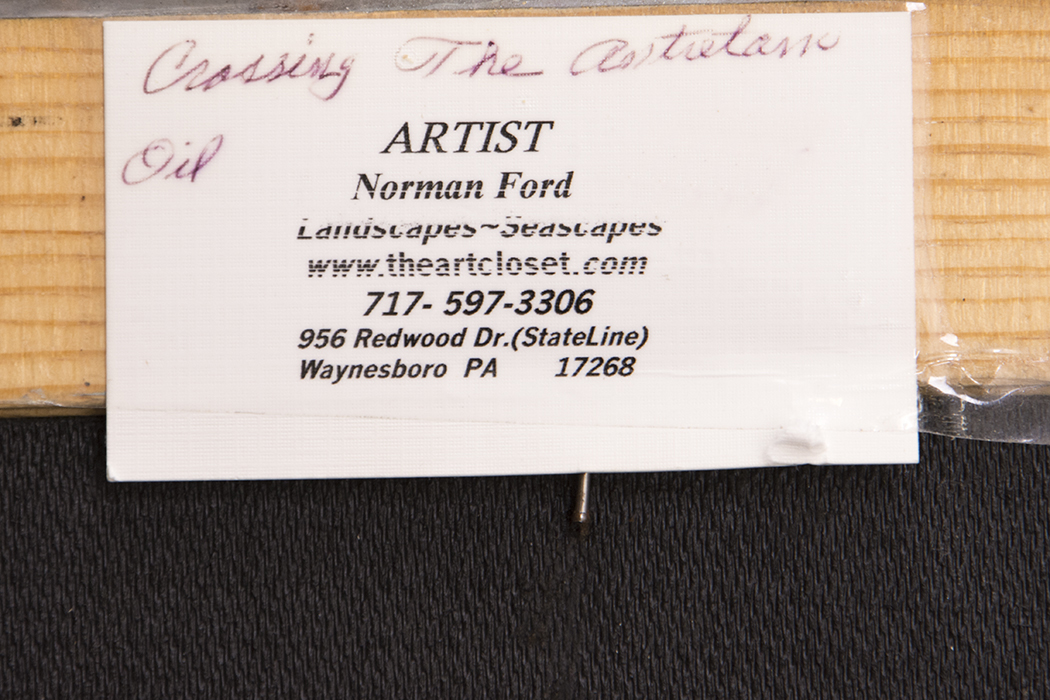 Crossing The
Oil
ARTIST
Norman Ford
Landscapes~Seascapes
www.theartcloset.com
717- 597-3306
956 Redwood Dr.(StateLine)
Waynesboro PA 17268